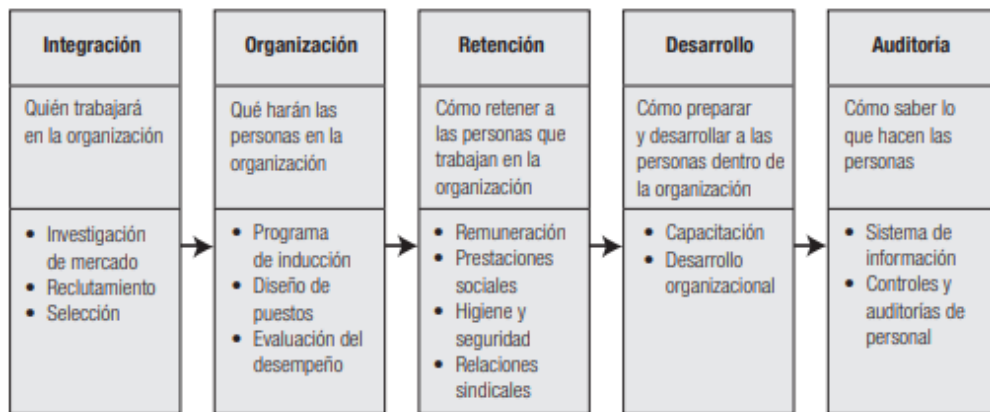 Integración
Quién trabajará
en la organización
• Investigación
de mercado
• Reclutamiento
• Selección
Organización
Qué harán las
personas en la
organización
• Programa
de inducción
• Diseño de
puestos
• Evaluación del
desempeño
Retención
Cómo retener a
las personas que
trabajan en la
organización
• Remuneración
• Prestaciones
sociales
• Higiene y
seguridad
• Relaciones
sindicales
Desarrollo
Cómo preparar
y desarrollar a las
personas dentro de
la organización
• Capacitación
• Desarrollo
organizacional
Auditoría
Cómo saber lo
que hacen las
personas
• Sistema de
información
• Controles y
auditorías de
personal